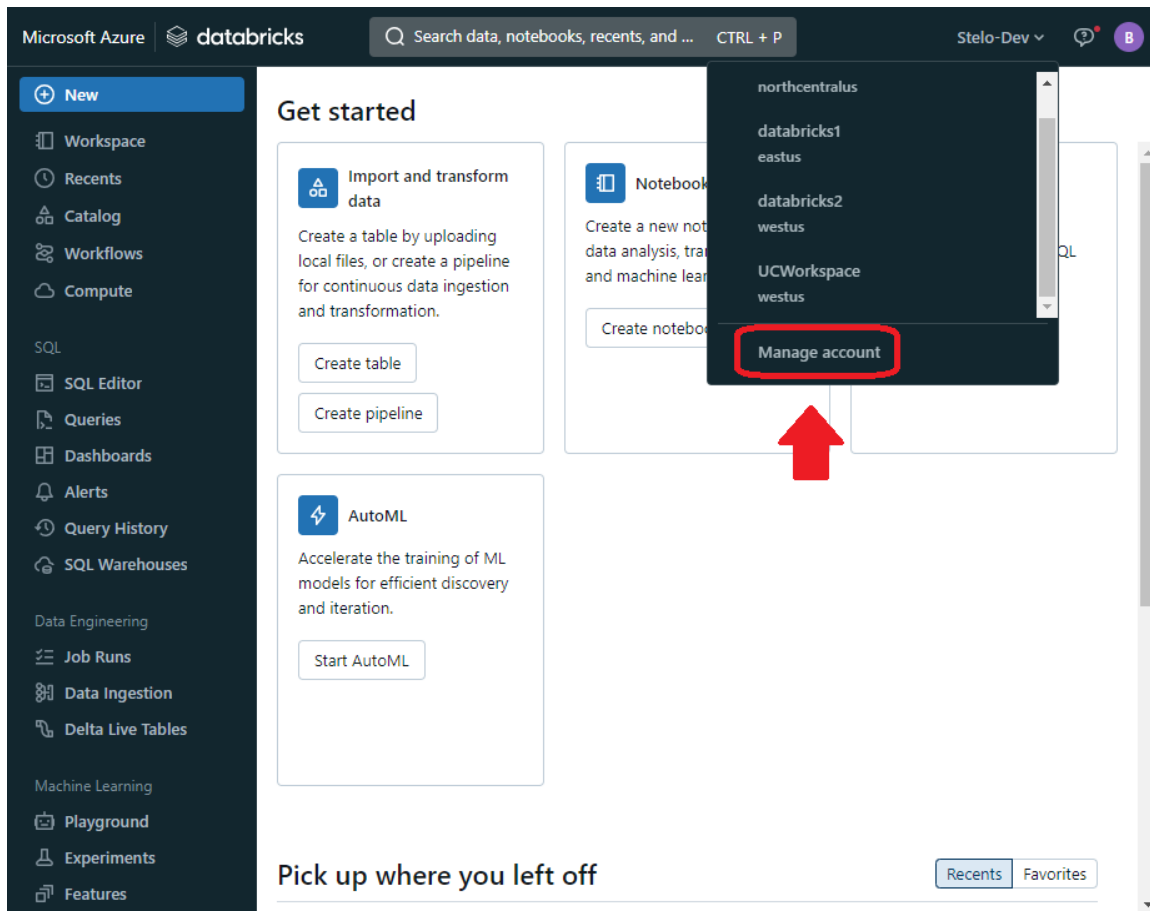 Microsoft Azure databricks Search data, notebooks, recents, and ... CTRL + P Stelo-Dev B
New
Workspace
Recents
Catalog
Workflows
Compute
SQL
SQL Editor
Queries
Dashboards
Alerts
Query History
SQL Warehouses
Data Engineering
Job Runs
Data Ingestion
Delta Live Tables
Machine Learning
Playground
Experiments
Features
Get started
Import and transform
data
Create a table by uploading
local files, or create a pipeline
for continuous data ingestion
and transformation.
Create table
Create pipeline
Notebook
Create a new not
data analysis, tra
and machine lear
Create notebo
QL
northcentralus
databricks1
eastus
databricks2
westus
UCWorkspace
westus
Manage account
AutoML
Accelerate the training of ML
models for efficient discovery
and iteration.
Start AutoML
Pick up where you left off
Recents Favorites